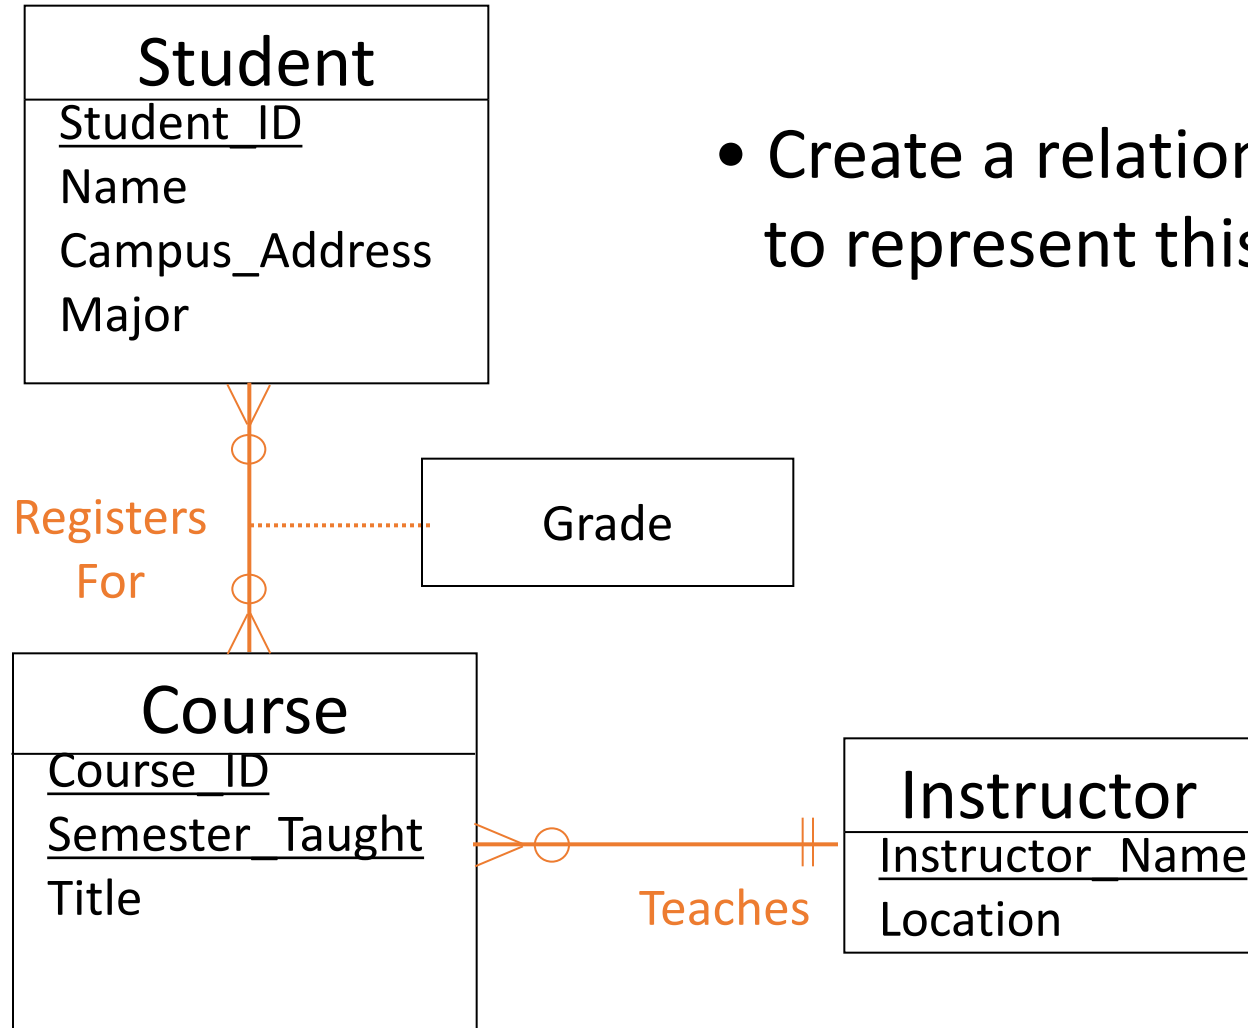 Student
Student_ID
Name
Campus_Address
Major
• Create a relation
to represent this
Registers
For
Grade
Course
Course_ID
Semester_Taught
Title
Teaches
Instructor
Instructor_Name
Location